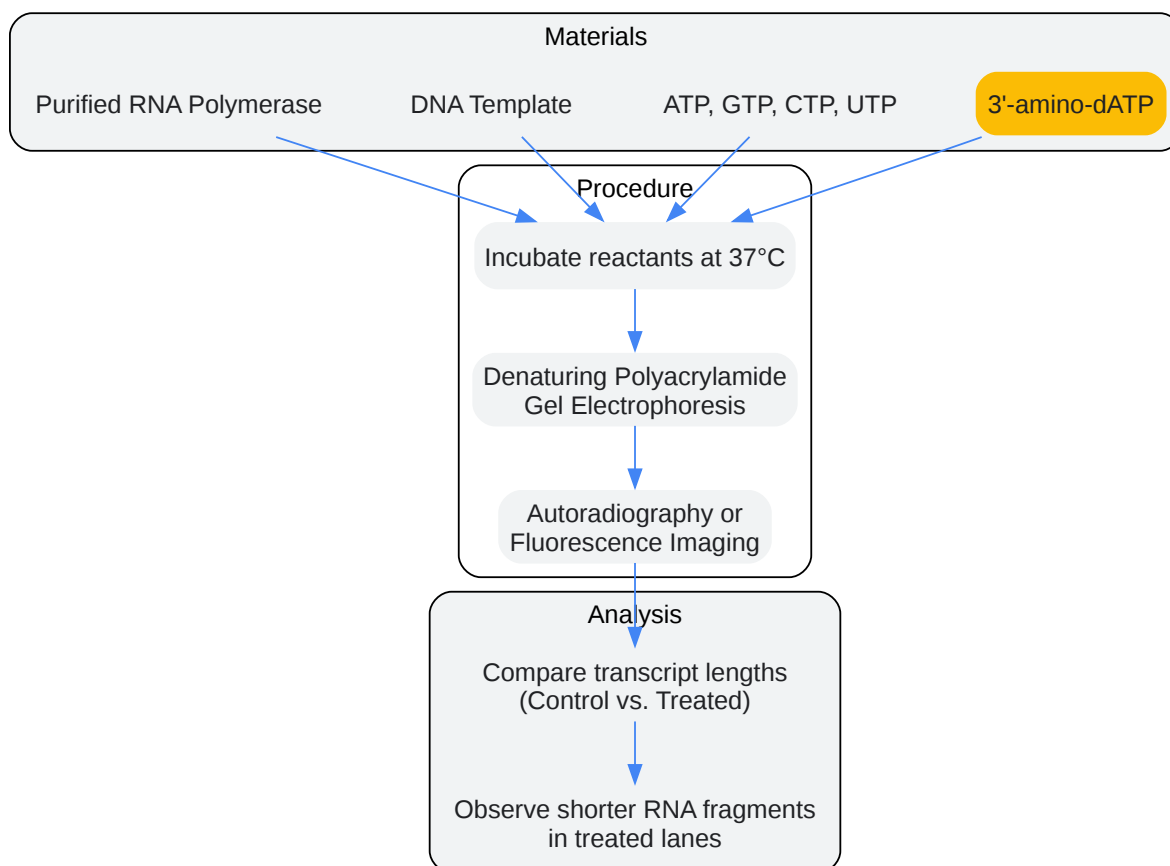 Materials
Purified RNA Polymerase
DNA Template
ATP, GTP, CTP, UTP
3'-amino-dATP
Procedure
Incubate reactants at 37°C
Denaturing Polyacrylamide
Gel Electrophoresis
Autoradiography or
Fluorescence Imaging
Analysis
Compare transcript lengths
(Control vs. Treated)
Observe shorter RNA fragments
in treated lanes